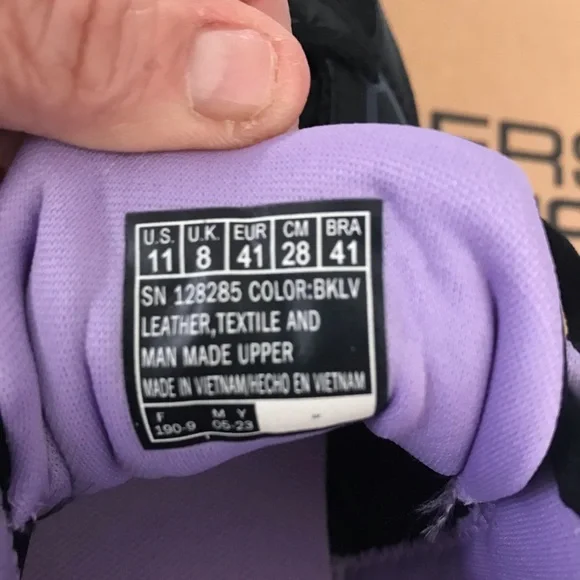 U.S. U.K. EUR CM BRA
11 8 41 28 41
SN 128285 COLOR:BKLV
LEATHER,TEXTILE AND
MAN MADE UPPER
MADE IN VIETNAM/HECHO EN VIETNAM
F M Y
190-9 05-23
ERS